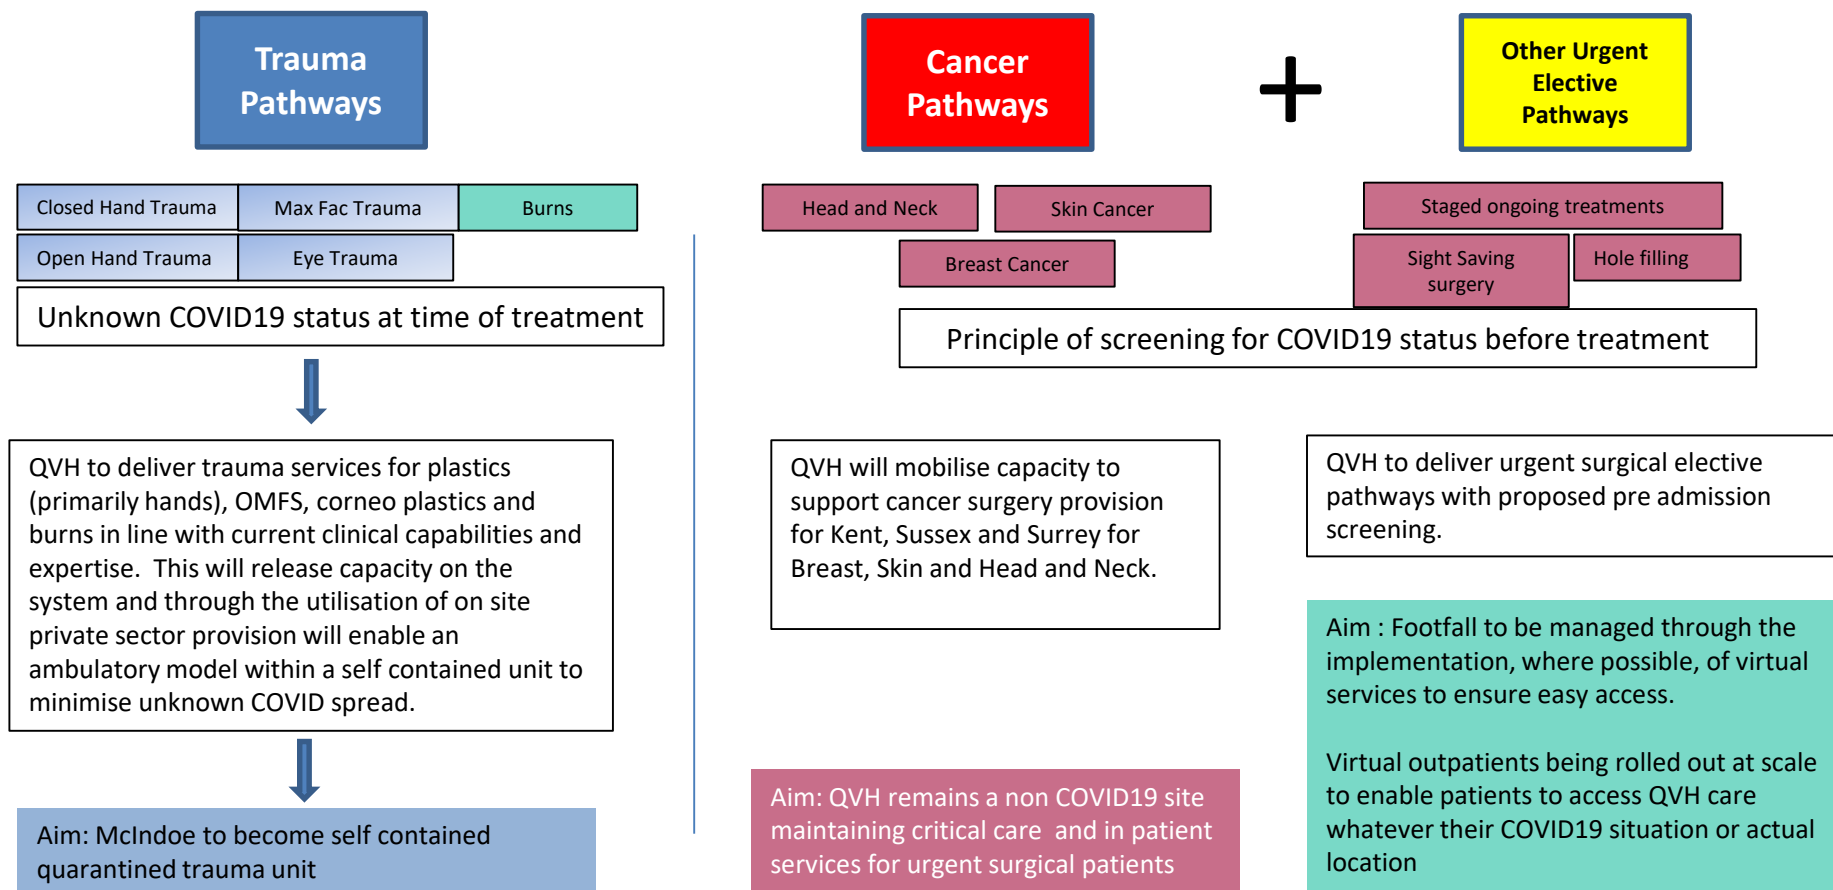 Trauma
Pathways
Cancer
Pathways
+
Other Urgent
Elective
Pathways
Closed Hand Trauma
Max Fac Trauma
Burns
Open Hand Trauma
Eye Trauma
Unknown COVID19 status at time of treatment
Head and Neck
Skin Cancer
Breast Cancer
Staged ongoing treatments
Sight Saving
surgery
Hole filling
Principle of screening for COVID19 status before treatment
QVH to deliver trauma services for plastics
(primarily hands), OMFS, corneo plastics and
burns in line with current clinical capabilities and
expertise.  This will release capacity on the
system and through the utilisation of on site
private sector provision will enable an
ambulatory model within a self contained unit to
minimise unknown COVID spread.
Aim: McIndoe to become self contained
quarantined trauma unit
QVH will mobilise capacity to
support cancer surgery provision
for Kent, Sussex and Surrey for
Breast, Skin and Head and Neck.
Aim: QVH remains a non COVID19 site
maintaining critical care  and in patient
services for urgent surgical patients
QVH to deliver urgent surgical elective
pathways with proposed pre admission
screening.
Aim : Footfall to be managed through the
implementation, where possible, of virtual
services to ensure easy access.
Virtual outpatients being rolled out at scale
to enable patients to access QVH care
whatever their COVID19 situation or actual
location